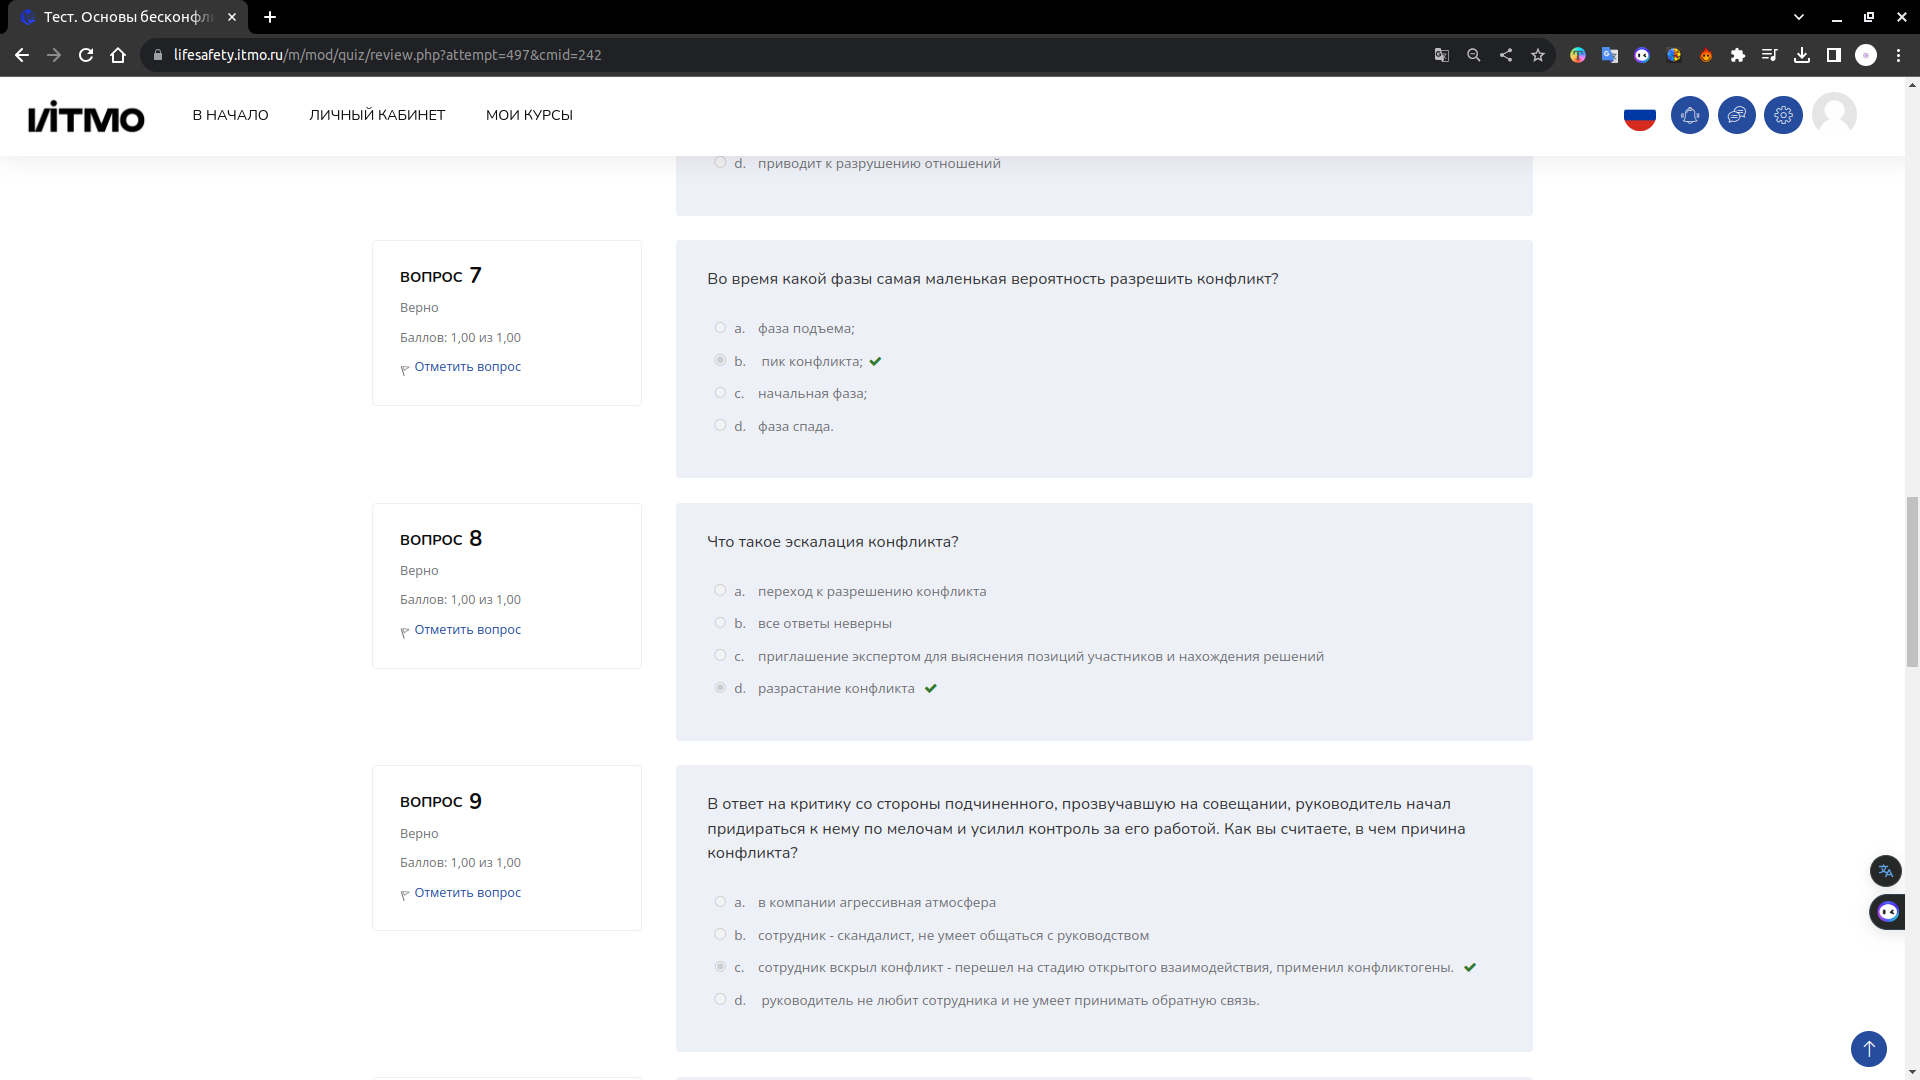 Тест. Основы бесконфли
lifesafety.itmo.ru/m/mod/quiz/review.php?attempt=497&cmid=242
ИТМО
В НАЧАЛО
ЛИЧНЫЙ КАБИНЕТ
МОИ КУРСЫ
d. приводит к разрушению отношений
ВОПРОС 7
Верно
Баллов: 1,00 из 1,00
Отметить вопрос
Во время какой фазы самая маленькая вероятность разрешить конфликт?
a. фаза подъема;
b. пик конфликта;
c. начальная фаза;
d. фаза спада.
ВОПРОС 8
Верно
Баллов: 1,00 из 1,00
Отметить вопрос
Что такое эскалация конфликта?
a. переход к разрешению конфликта
b. все ответы неверны
c. приглашение экспертом для выяснения позиций участников и нахождения решений
d. разрастание конфликта
ВОПРОС 9
Верно
Баллов: 1,00 из 1,00
Отметить вопрос
В ответ на критику со стороны подчиненного, прозвучавшую на совещании, руководитель начал
придираться к нему по мелочам и усилил контроль за его работой. Как вы считаете, в чем причина
конфликта?
a. в компании агрессивная атмосфера
b. сотрудник - скандалист, не умеет общаться с руководством
c. сотрудник вскрыл конфликт - перешел на стадию открытого взаимодействия, применил конфликтогены.
d. руководитель не любит сотрудника и не умеет принимать обратную связь.